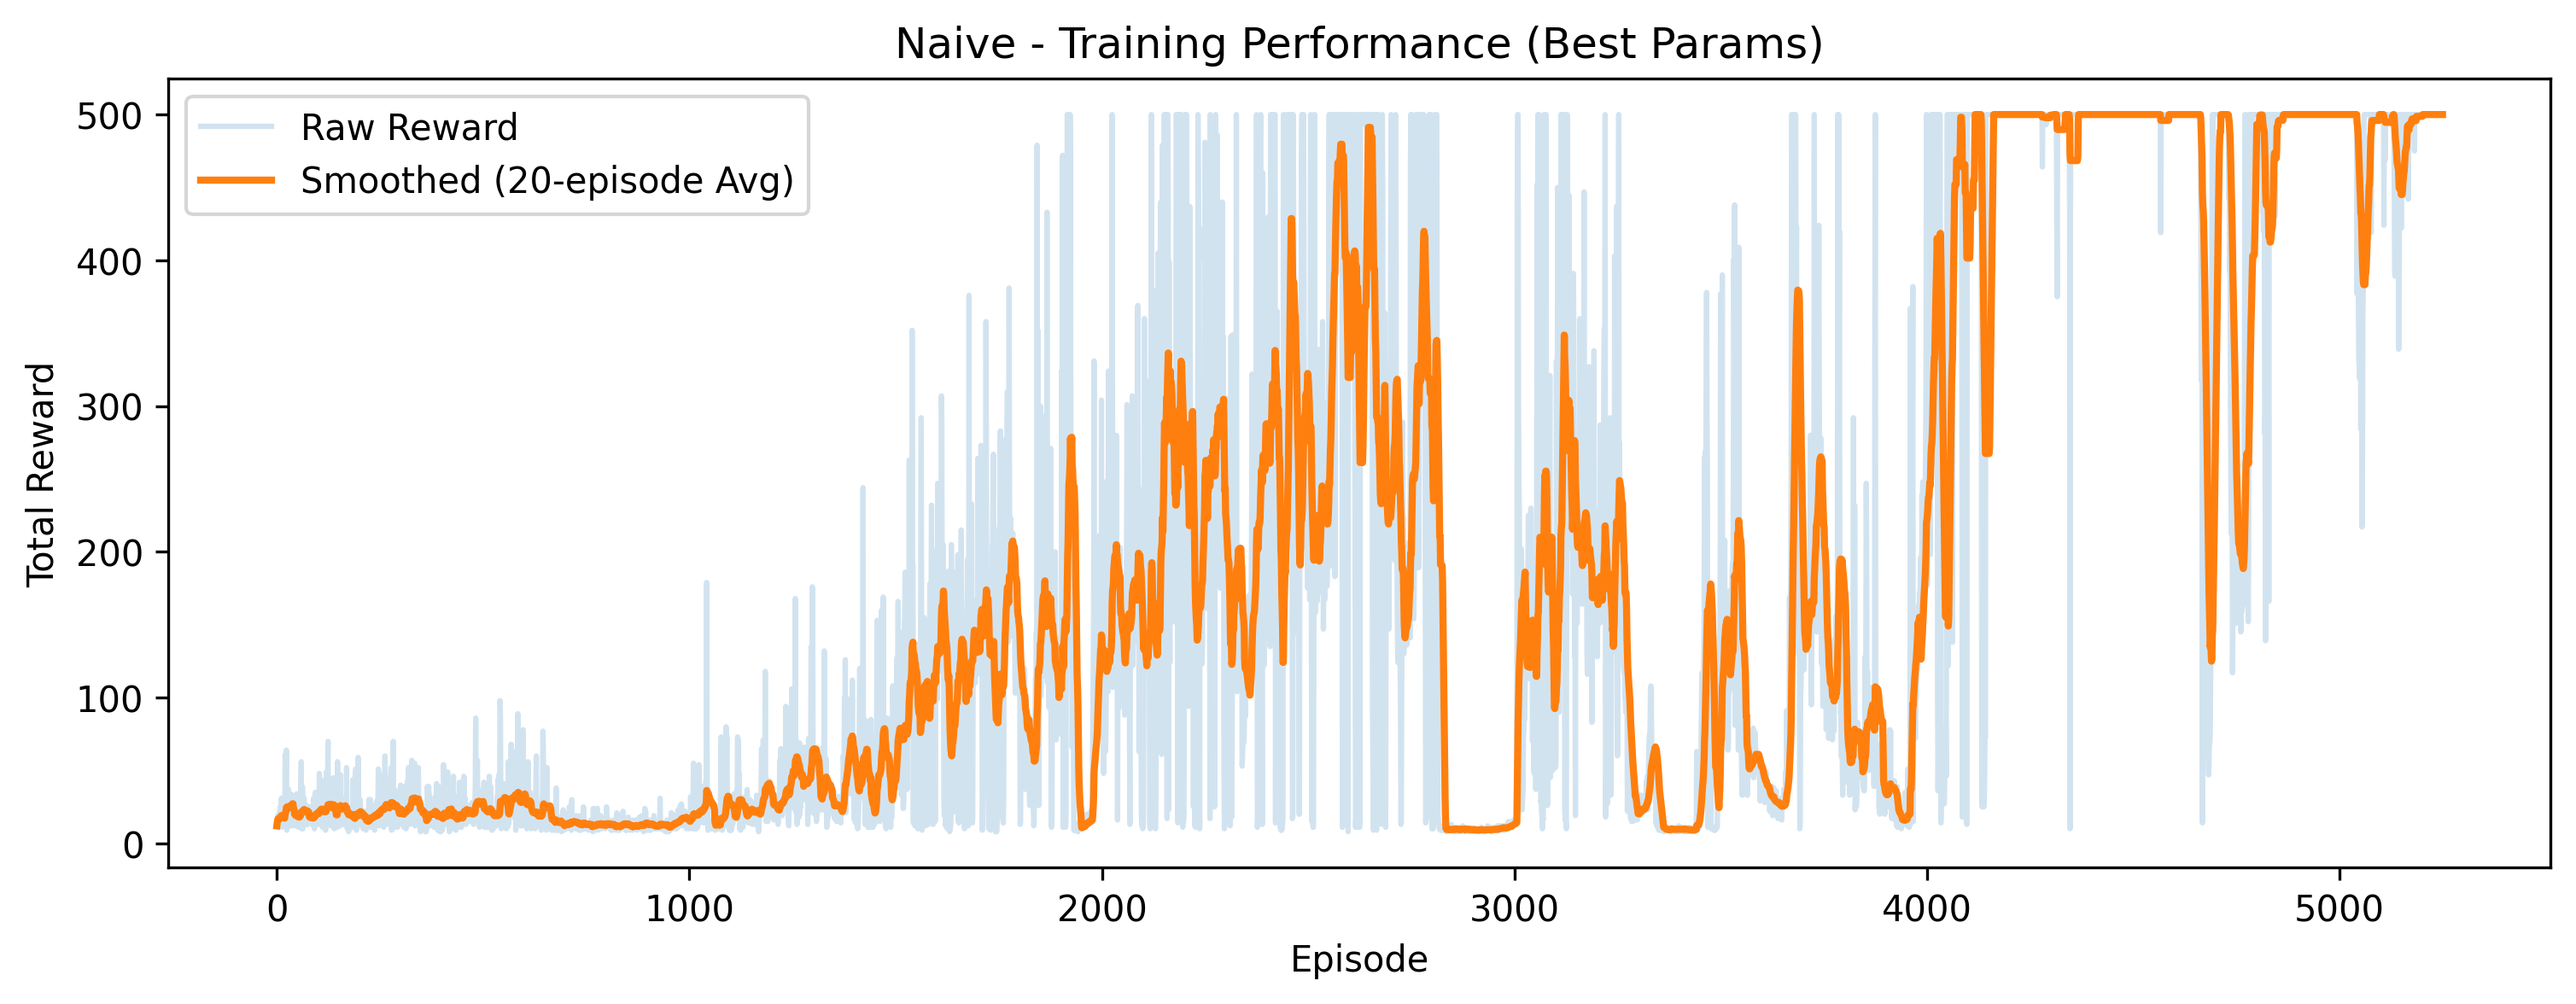 Naive - Training Performance (Best Params)
Raw Reward
Smoothed (20-episode Avg)
Total Reward
500
400
300
200
100
0
0 1000 2000 3000 4000 5000
Episode